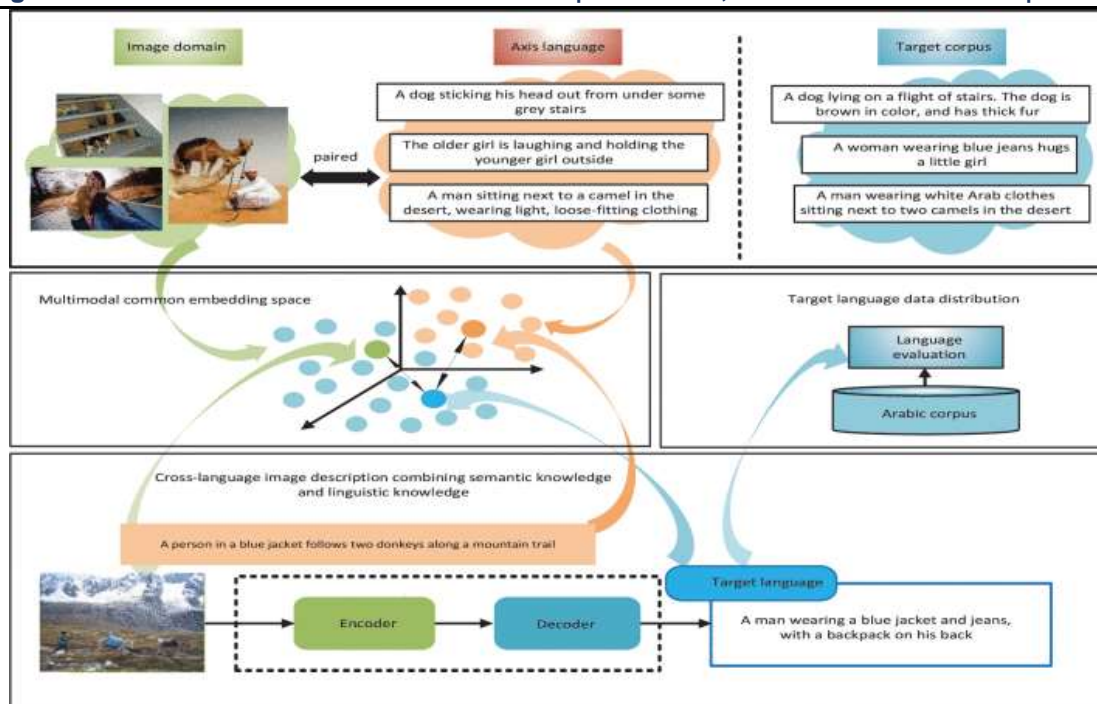 Image domain
Axis language
Target corpus
A dog sticking his head out from under some
grey stairs
The older girl is laughing and holding the
younger girl outside
A man sitting next to a camel in the
desert, wearing light, loose-fitting clothing
paired
A dog lying on a flight of stairs. The dog is
brown in color, and has thick fur
A woman wearing blue jeans hugs
a little girl
A man wearing white Arab clothes
sitting next to two camels in the desert
Multimodal common embedding space
Target language data distribution
Language
evaluation
Arabic corpus
Cross-language image description combining semantic knowledge
and linguistic knowledge
A person in a blue jacket follows two donkeys along a mountain trail
Encoder
Decoder
Target language
A man wearing a blue jacket and jeans,
with a backpack on his back